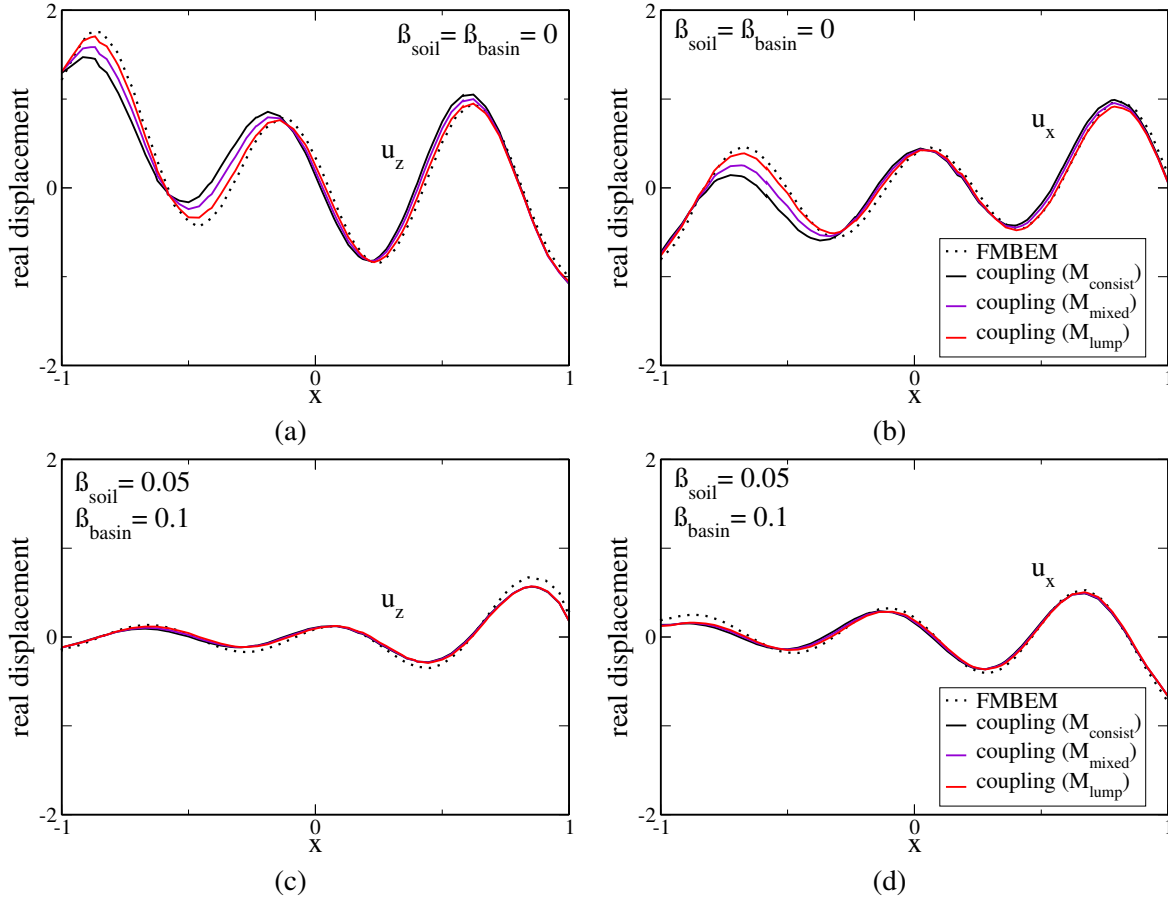 2
ß_soil = ß_basin = 0
u_z
real displacement
0
-2
-1
0
1
x
(a)
2
ß_soil = ß_basin = 0
u_x
real displacement
0
-2
FMBEM
coupling (M_consist)
coupling (M_mixed)
coupling (M_lump)
-1
0
1
x
(b)
2
ß_soil = 0.05
ß_basin = 0.1
u_z
real displacement
0
-2
-1
0
1
x
(c)
2
ß_soil = 0.05
ß_basin = 0.1
u_x
real displacement
0
-2
FMBEM
coupling (M_consist)
coupling (M_mixed)
coupling (M_lump)
-1
0
1
x
(d)